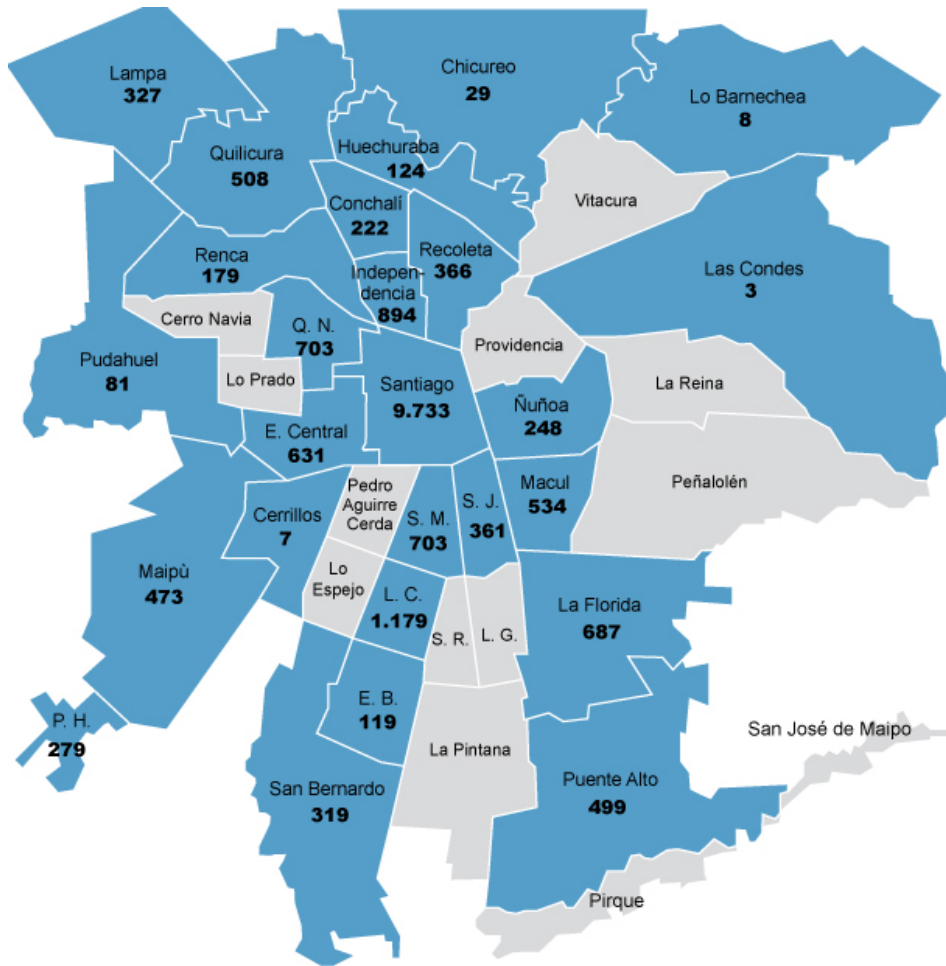 Chicureo
29
Lampa
327
Lo Barnechea
8
Quilicura
508
Huechuraba
124
Conchalí
222
Vitacura
Renca
179
Recoleta
366
Indepen-
dencia
894
Las Condes
3
Cerro Navia
Q. N.
703
Providencia
Pudahuel
81
Lo Prado
Santiago
9.733
La Reina
Ñuñoa
248
E. Central
631
Pedro
Aguirre
Cerda
S. M.
703
S. J.
361
Macul
534
Peñalolén
Cerrillos
7
Maipù
473
Lo
Espejo
L. C.
1.179
S. R.
L. G.
La Florida
687
P. H.
279
E. B.
119
La Pintana
San José de Maipo
San Bernardo
319
Puente Alto
499
Pirque